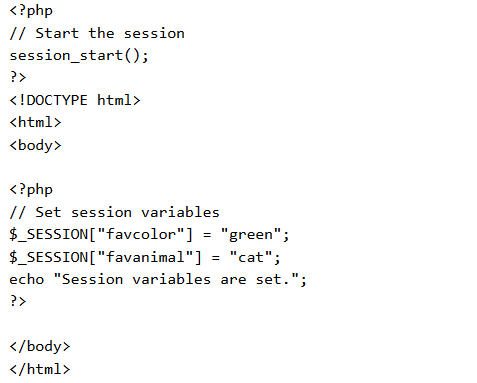 <?php
// Start the session
session_start();
?>
<!DOCTYPE html>
<html>
<body>

<?php
// Set session variables
$_SESSION["favcolor"] = "green";
$_SESSION["favanimal"] = "cat";
echo "Session variables are set.";
?>

</body>
</html>